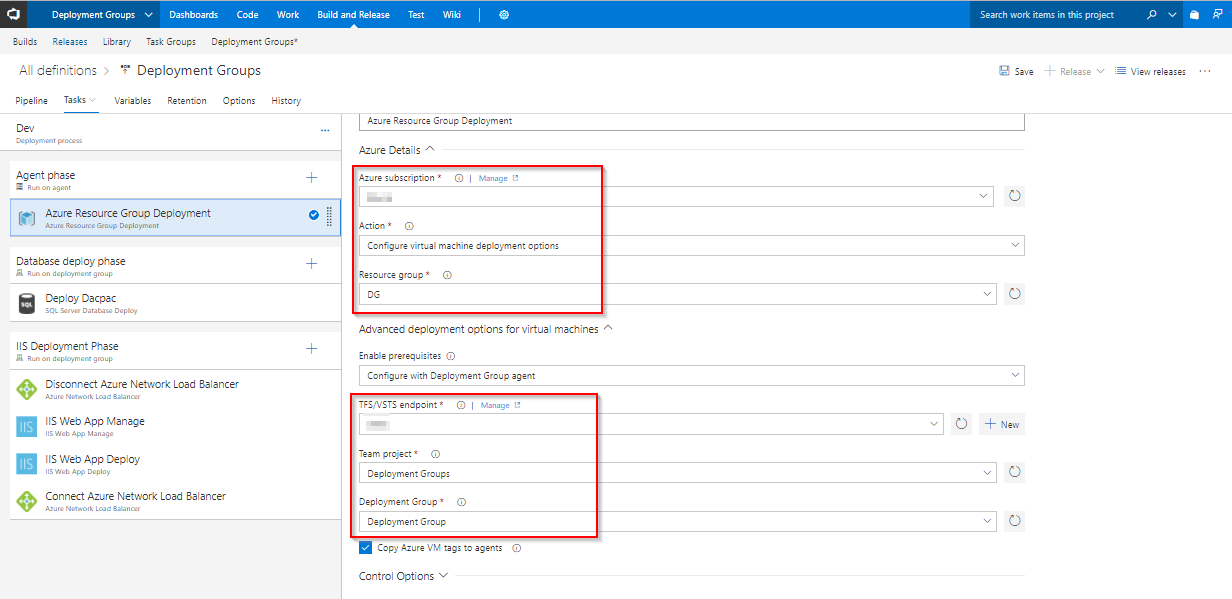 Deployment Groups
Dashboards
Code
Work
Build and Release
Test
Wiki
Search work items in this project
Builds
Releases
Library
Task Groups
Deployment Groups*
All definitions
Deployment Groups
Save
Release
View releases
Pipeline
Tasks
Variables
Retention
Options
History
Dev
Deployment process
Agent phase
Run on agent
Azure Resource Group Deployment
Azure Resource Group Deployment
Database deploy phase
Run on deployment group
SQL
Deploy Dacpac
SQL Server Database Deploy
IIS Deployment Phase
Run on deployment group
Disconnect Azure Network Load Balancer
Azure Network Load Balancer
IIS
IIS Web App Manage
IIS Web App Manage
IIS
IIS Web App Deploy
IIS Web App Deploy
Connect Azure Network Load Balancer
Azure Network Load Balancer
Azure Resource Group Deployment
Azure Details
Azure subscription *
| Manage
Action *
Configure virtual machine deployment options
Resource group *
DG
Advanced deployment options for virtual machines
Enable prerequisites
Configure with Deployment Group agent
TFS/VSTS endpoint *
| Manage
New
Team project *
Deployment Groups
Deployment Group *
Deployment Group
Copy Azure VM tags to agents
Control Options